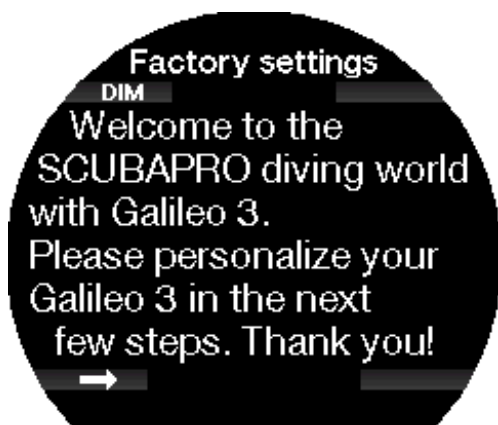 Factory settings
DIM
Welcome to the
SCUBAPRO diving world
with Galileo 3.
Please personalize your
Galileo 3 in the next
few steps. Thank you!